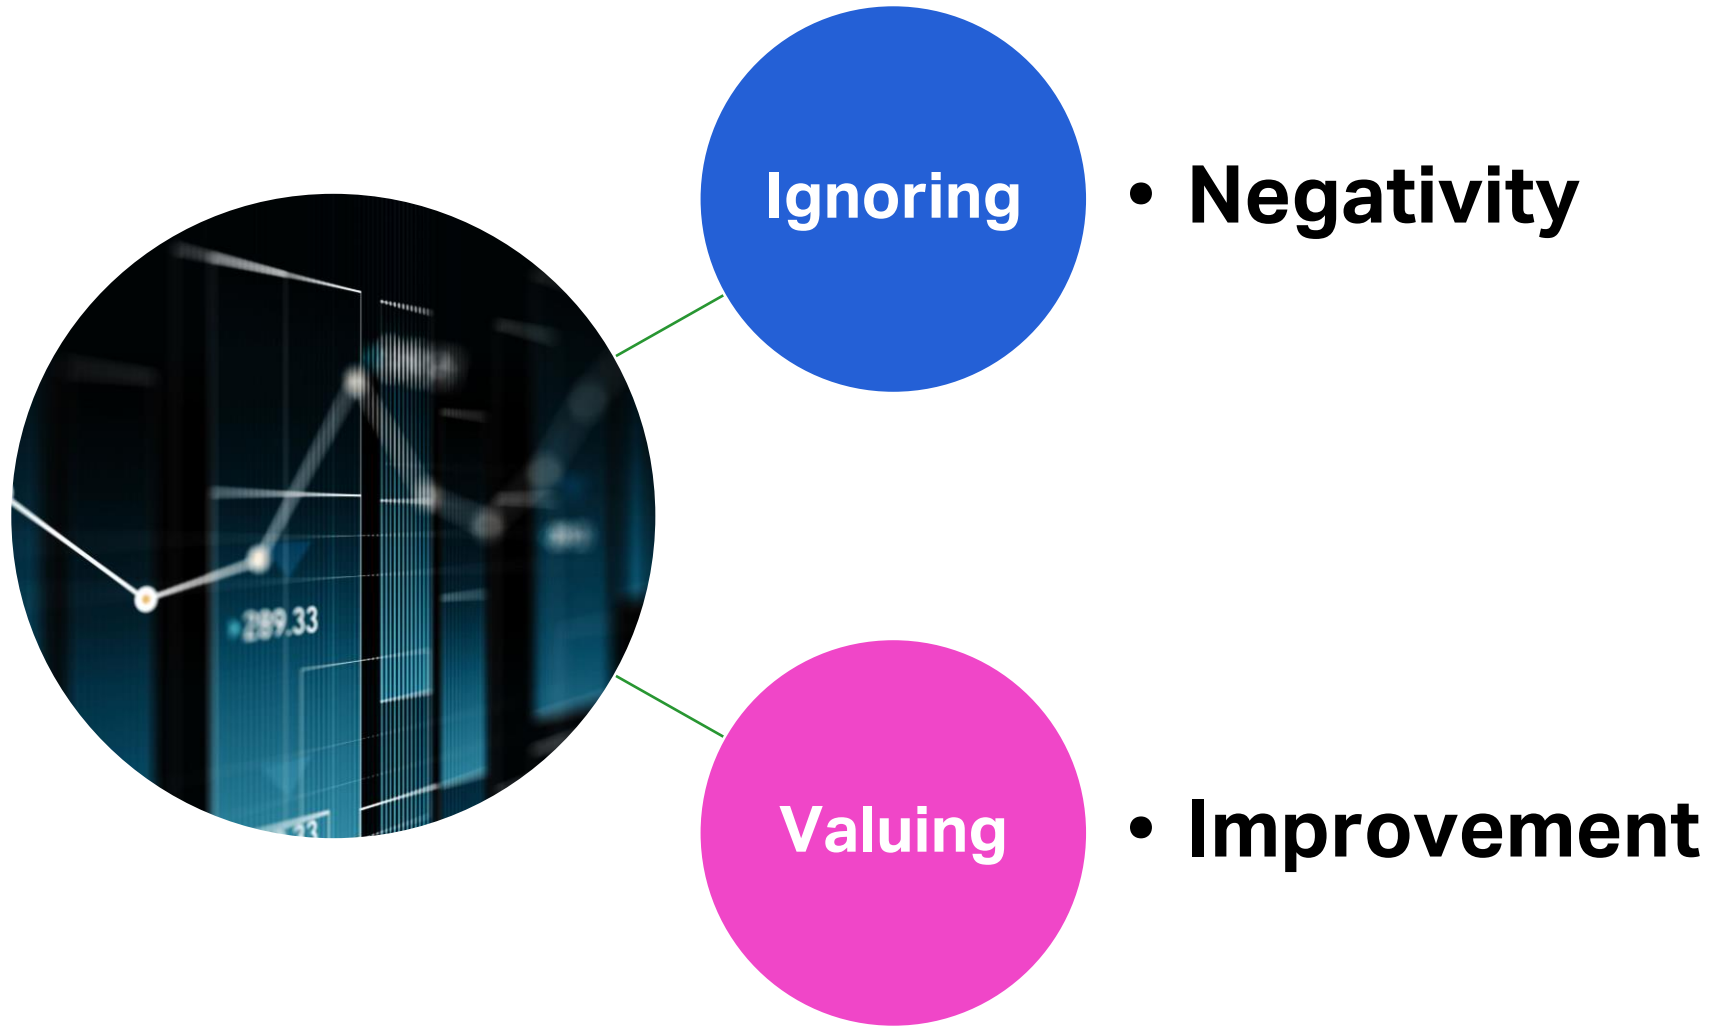 Ignoring
• Negativity
289.33
Valuing
• Improvement